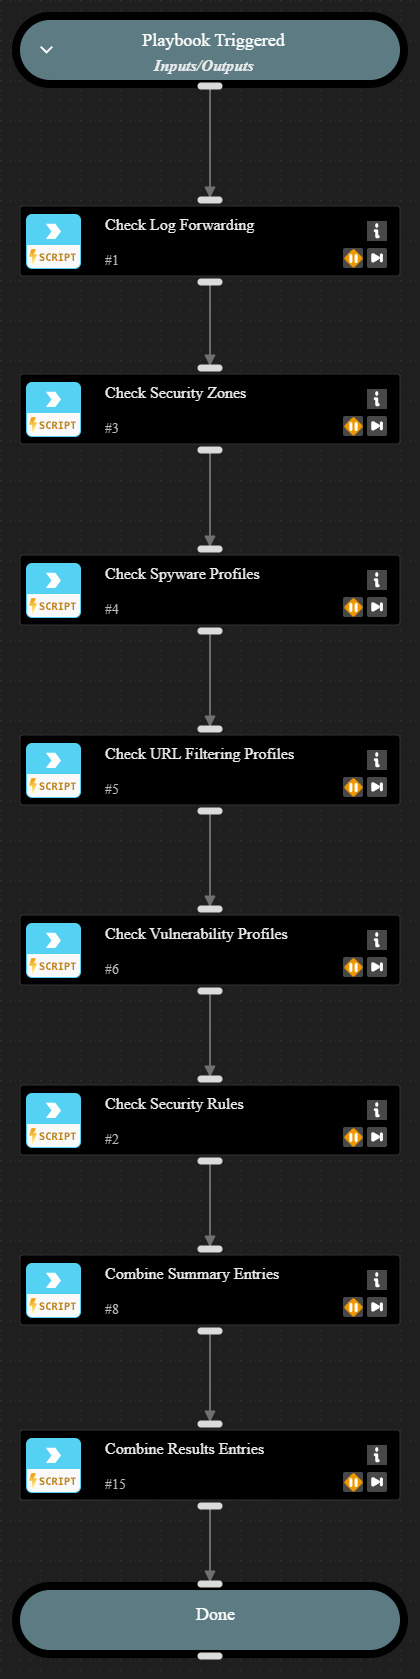 Playbook Triggered
Inputs/Outputs
Check Log Forwarding
SCRIPT
#1
Check Security Zones
SCRIPT
#3
Check Spyware Profiles
SCRIPT
#4
Check URL Filtering Profiles
SCRIPT
#5
Check Vulnerability Profiles
SCRIPT
#6
Check Security Rules
SCRIPT
#2
Combine Summary Entries
SCRIPT
#8
Combine Results Entries
SCRIPT
#15
Done